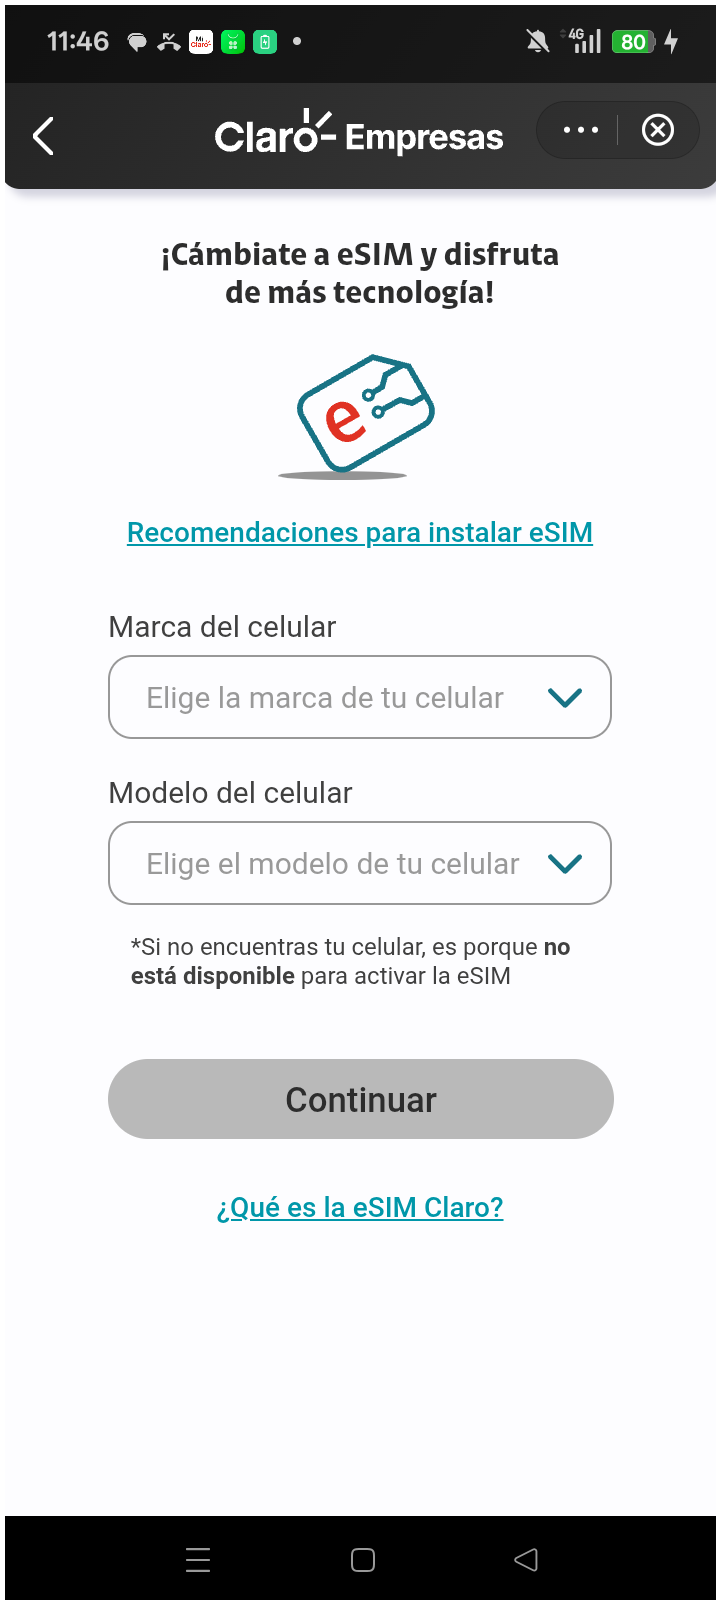 11:46
Mi
Claro
4G
80
Claro- Empresas
¡Cámbiate a eSIM y disfruta
de más tecnología!
e
Recomendaciones para instalar eSIM
Marca del celular
Elige la marca de tu celular
Modelo del celular
Elige el modelo de tu celular
*Si no encuentras tu celular, es porque no
está disponible para activar la eSIM
Continuar
¿Qué es la eSIM Claro?